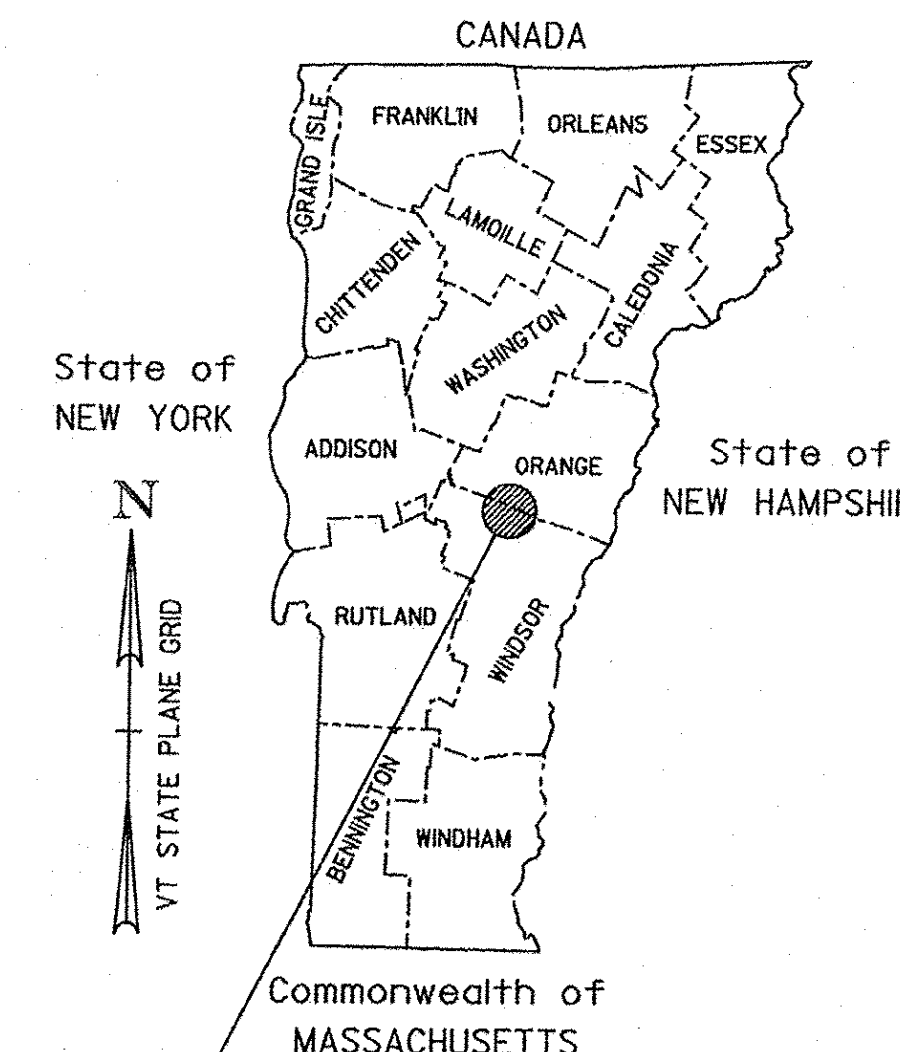 CANADA
GRAND ISLE
FRANKLIN
ORLEANS
ESSEX
LAMOILLE
CHITTENDEN
CALEDONIA
WASHINGTON
State of
NEW YORK
ADDISON
ORANGE
State of
NEW HAMPSHI
N
VT STATE PLANE GRID
RUTLAND
WINDSOR
BENNINGTON
WINDHAM
Commonwealth of
MASSACHUSETTS